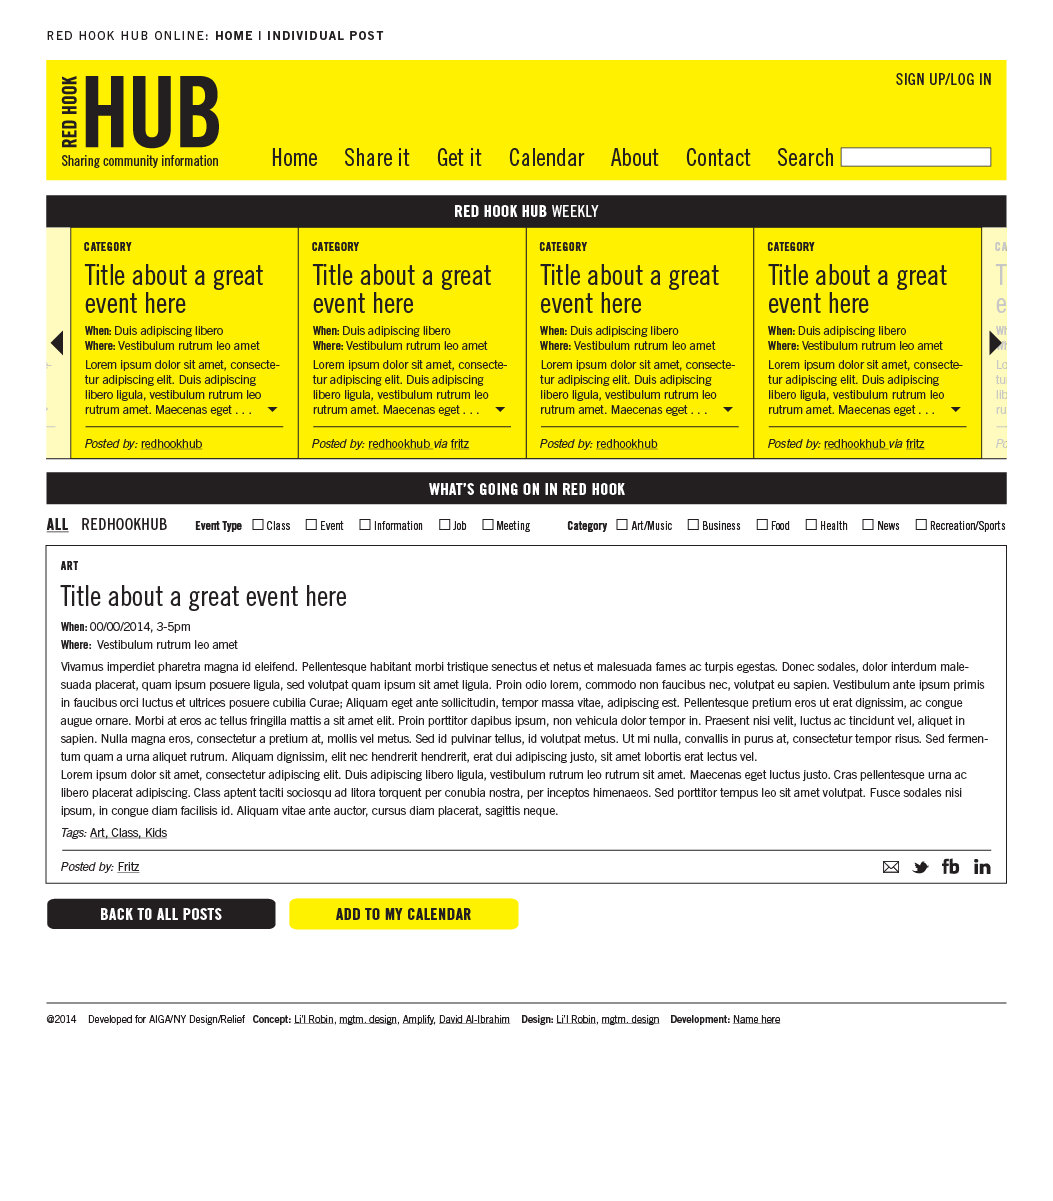 RED HOOK HUB ONLINE: HOME I INDIVIDUAL POST
SIGN UP/LOG IN
RED HOOK
HUB
Sharing community information
Home Share it Get it Calendar About Contact Search
RED HOOK HUB WEEKLY
CATEGORY
Title about a great
event here
When: Duis adipiscing libero
Where: Vestibulum rutrum leo amet
Lorem ipsum dolor sit amet, consecte-
tur adipiscing elit. Duis adipiscing
libero ligula, vestibulum rutrum leo
rutrum amet. Maecenas eget . . .
Posted by: redhookhub
CATEGORY
Title about a great
event here
When: Duis adipiscing libero
Where: Vestibulum rutrum leo amet
Lorem ipsum dolor sit amet, consecte-
tur adipiscing elit. Duis adipiscing
libero ligula, vestibulum rutrum leo
rutrum amet. Maecenas eget . . .
Posted by: redhookhub via fritz
CATEGORY
Title about a great
event here
When: Duis adipiscing libero
Where: Vestibulum rutrum leo amet
Lorem ipsum dolor sit amet, consecte-
tur adipiscing elit. Duis adipiscing
libero ligula, vestibulum rutrum leo
rutrum amet. Maecenas eget . . .
Posted by: redhookhub
CATEGORY
Title about a great
event here
When: Duis adipiscing libero
Where: Vestibulum rutrum leo amet
Lorem ipsum dolor sit amet, consecte-
tur adipiscing elit. Duis adipiscing
libero ligula, vestibulum rutrum leo
rutrum amet. Maecenas eget . . .
Posted by: redhookhub via fritz
WHAT'S GOING ON IN RED HOOK
ALL REDHOOKHUB Event Type Class Event Information Job Meeting Category Art/Music Business Food Health News Recreation/Sports
ART
Title about a great event here
When: 00/00/2014, 3-5pm
Where: Vestibulum rutrum leo amet
Vivamus imperdiet pharetra magna id eleifend. Pellentesque habitant morbi tristique senectus et netus et malesuada fames ac turpis egestas. Donec sodales, dolor interdum male-
suada placerat, quam ipsum posuere ligula, sed volutpat quam ipsum sit amet ligula. Proin odio lorem, commodo non faucibus nec, volutpat eu sapien. Vestibulum ante ipsum primis
in faucibus orci luctus et ultrices posuere cubilia Curae; Aliquam eget ante sollicitudin, tempor massa vitae, adipiscing est. Pellentesque pretium eros ut erat dignissim, ac congue
augue ornare. Morbi at eros ac tellus fringilla mattis a sit amet elit. Proin porttitor dapibus ipsum, non vehicula dolor tempor in. Praesent nisi velit, luctus ac tincidunt vel, aliquet in
sapien. Nulla magna eros, consectetur a pretium at, mollis vel metus. Sed id pulvinar tellus, id volutpat metus. Ut mi nulla, convallis in purus at, consectetur tempor risus. Sed fermen-
tum quam a urna aliquet rutrum. Aliquam dignissim, elit nec hendrerit hendrerit, erat dui adipiscing justo, sit amet lobortis erat lectus vel.
Lorem ipsum dolor sit amet, consectetur adipiscing elit. Duis adipiscing libero ligula, vestibulum rutrum leo rutrum sit amet. Maecenas eget luctus justo. Cras pellentesque urna ac
libero placerat adipiscing. Class aptent taciti sociosqu ad litora torquent per conubia nostra, per inceptos himenaeos. Sed porttitor tempus leo sit amet volutpat. Fusce sodales nisi
ipsum, in congue diam facilisis id. Aliquam vitae ante auctor, cursus diam placerat, sagittis neque.
Tags: Art, Class, Kids
Posted by: Fritz
fb in
BACK TO ALL POSTS
ADD TO MY CALENDAR
@2014 Developed for AIGA/NY Design/Relief Concept: Li'l Robin, mgtm. design, Amplify, David Al-Ibrahim Design: Li'l Robin, mgtm. design Development: Name here